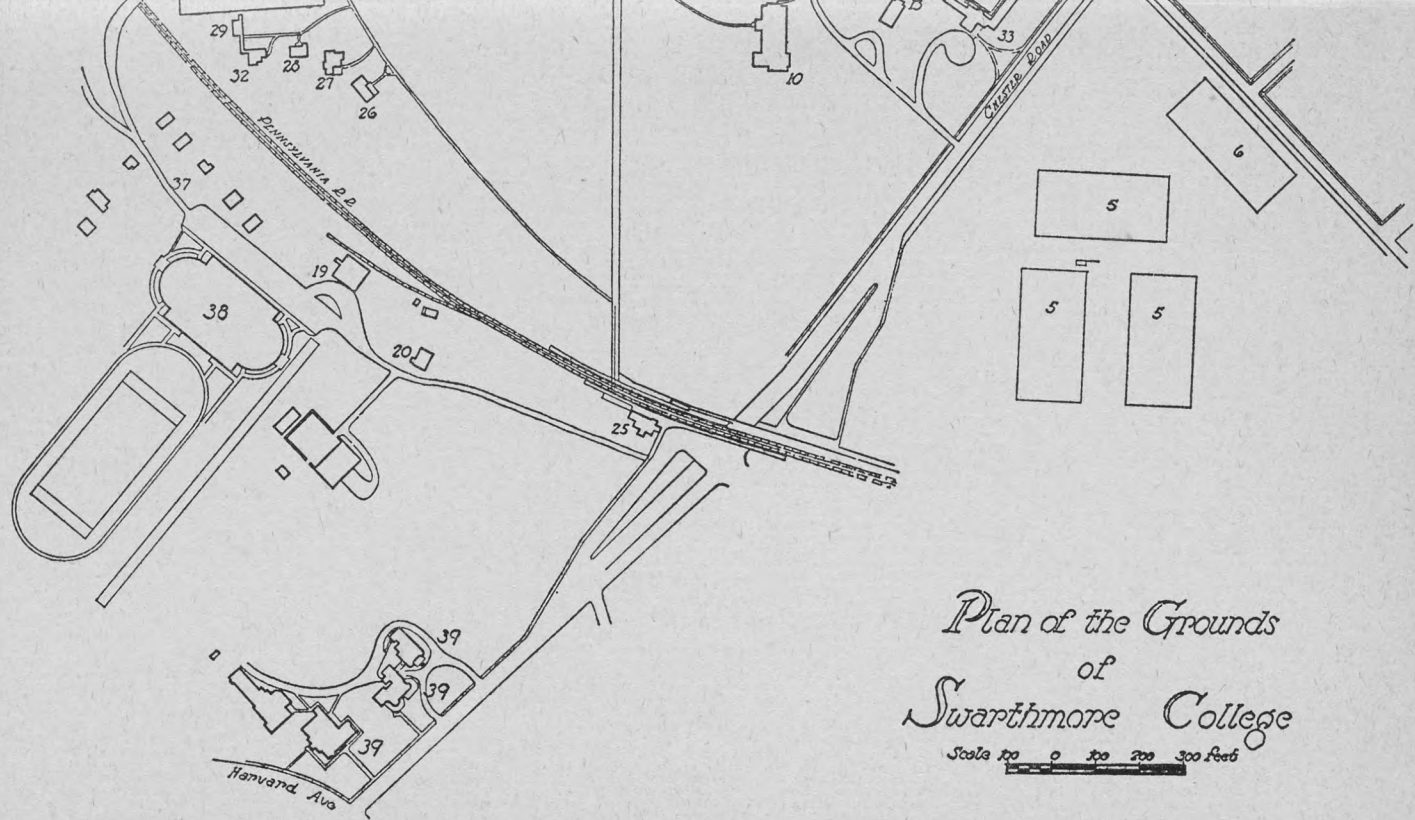 29
32
28
27
26
10
B
33
CHESTER ROAD
PENNSYLVANIA R.R.
37
6
5
19
38
5
5
20
25
39
39
39
Harvard Ave
Plan of the Grounds
of
Swarthmore College
Scale 100 0 100 200 300 feet